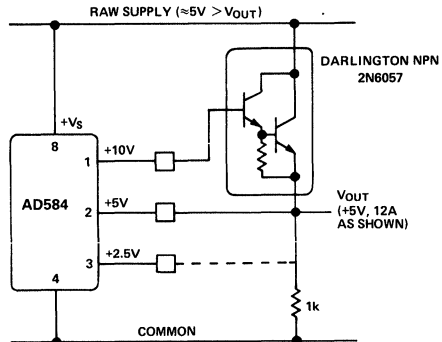 RAW SUPPLY (≈5V > VOUT)
DARLINGTON NPN
2N6057
+VS
8
1
+10V
AD584
2
+5V
VOUT
(+5V, 12A
AS SHOWN)
3
+2.5V
4
1k
COMMON